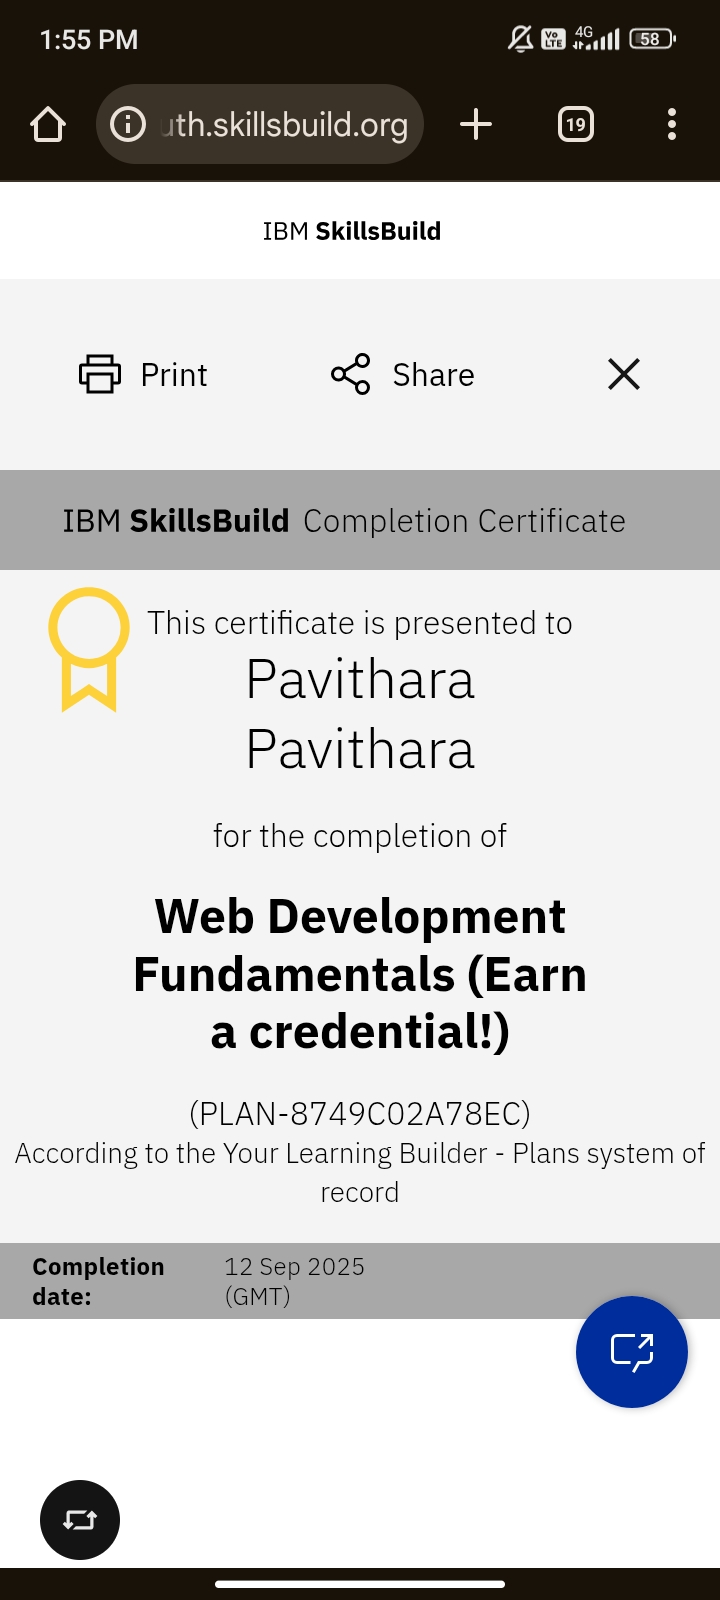 1:55 PM
Vo LTE 4G 58
uth.skillsbuild.org
19
IBM SkillsBuild
Print Share
IBM SkillsBuild Completion Certificate
This certificate is presented to
Pavithara
Pavithara
for the completion of
Web Development
Fundamentals (Earn
a credential!)
(PLAN-8749C02A78EC)
According to the Your Learning Builder - Plans system of
record
Completion date: 12 Sep 2025 (GMT)